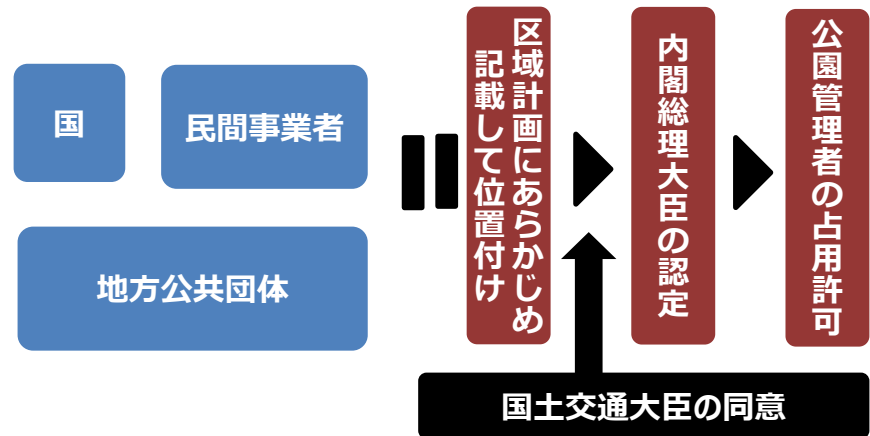 国
民間事業者
地方公共団体
区域計画にあらかじめ
記載して位置付け
内閣総理大臣の認定
公園管理者の占用許可
国土交通大臣の同意